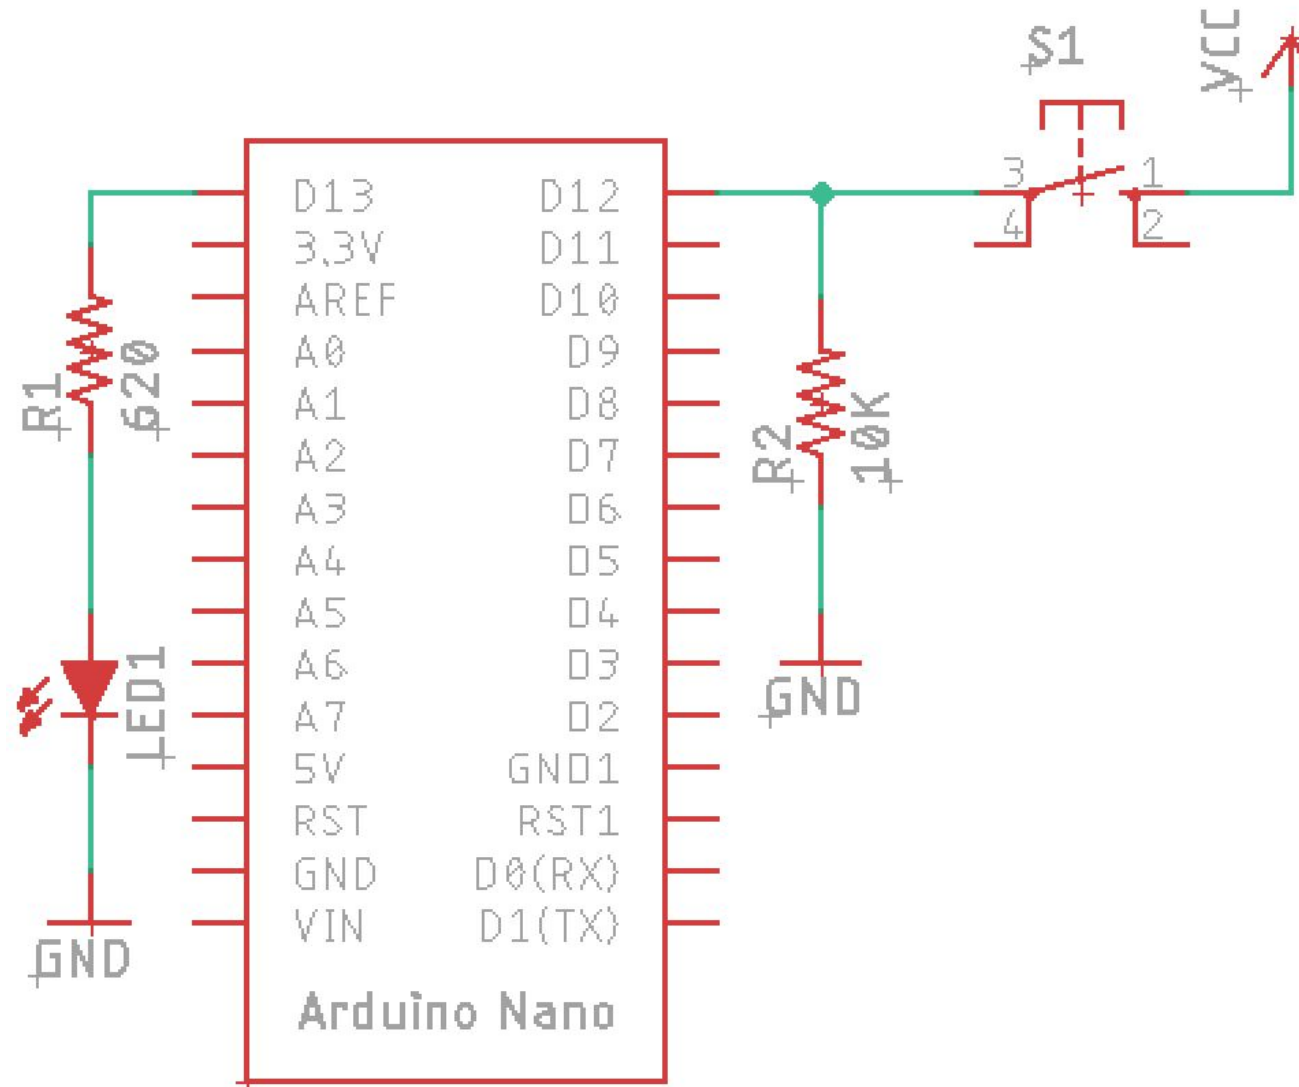 S1
VCC
3 1
4 2
D13 D12
3.3V D11
AREF D10
A0 D9
A1 D8
A2 D7
A3 D6
A4 D5
A5 D4
A6 D3
A7 D2
5V GND1
RST RST1
GND D0(RX)
VIN D1(TX)
Arduino Nano
R1
620
LED1
GND
R2
10K
GND